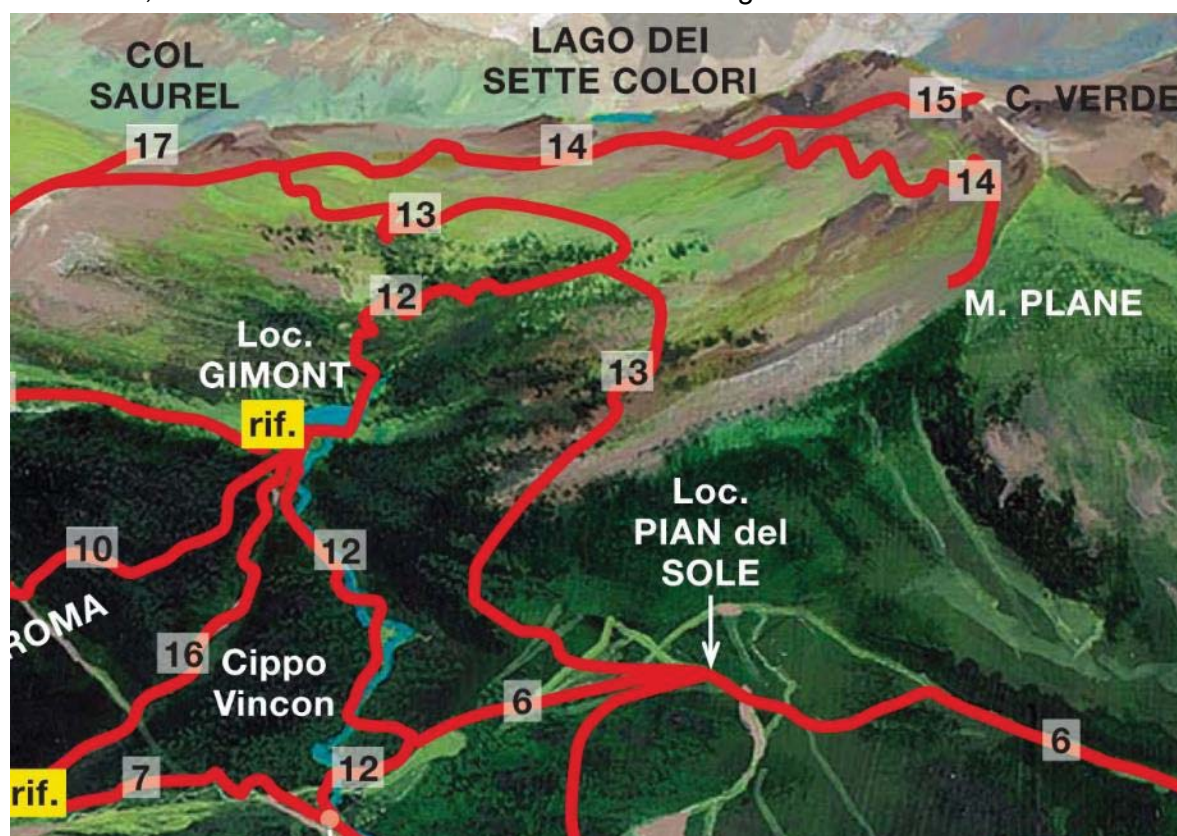 COL
SAUREL
LAGO DEI
SETTE COLORI
C. VERDE
15
17
14
14
13
12
M. PLANE
Loc.
GIMONT
13
rif.
Loc.
PIAN del
SOLE
10
12
ROMA
16
Cippo
Vincon
6
6
12
7
rif.